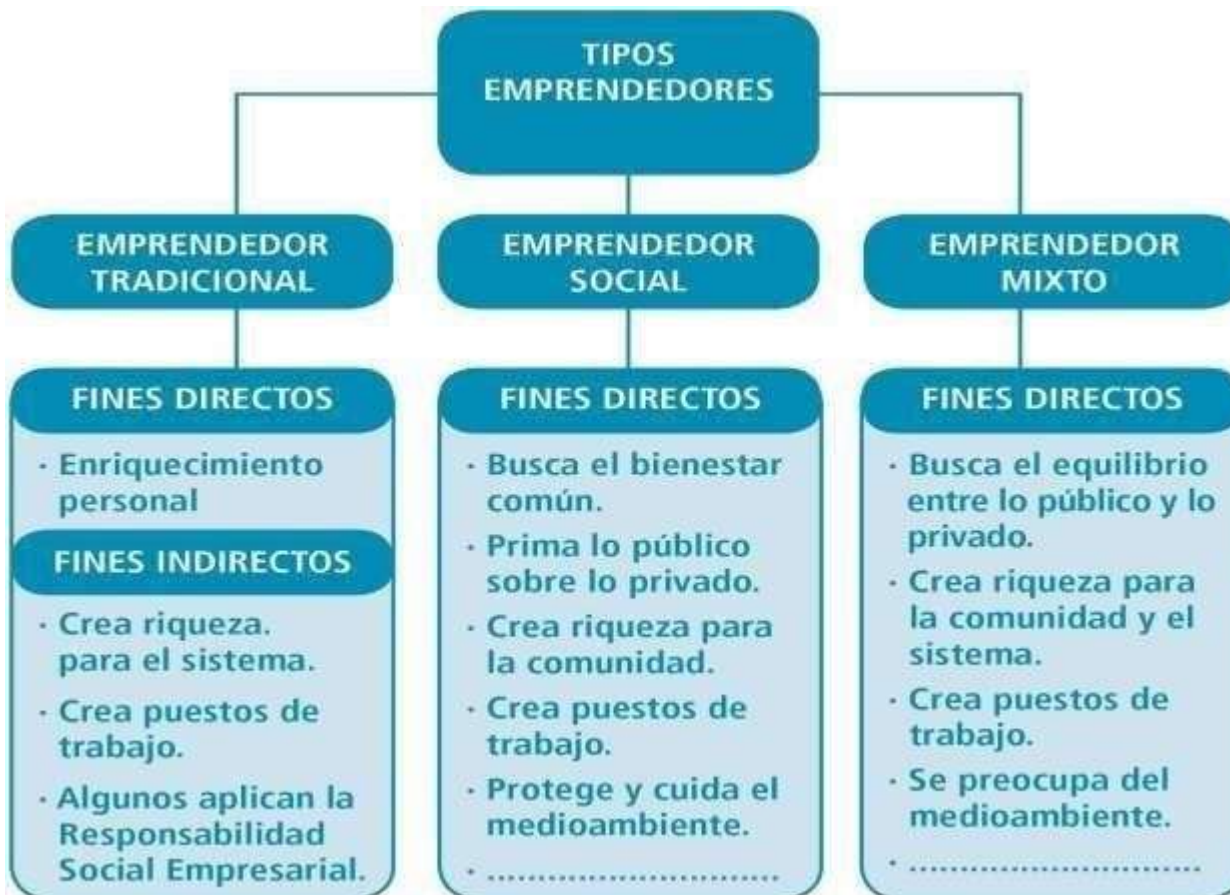 TIPOS
EMPRENDEDORES
EMPRENDEDOR
TRADICIONAL
FINES DIRECTOS
· Enriquecimiento
personal
FINES INDIRECTOS
· Crea riqueza.
para el sistema.
· Crea puestos de
trabajo.
· Algunos aplican la
Responsabilidad
Social Empresarial.
EMPRENDEDOR
SOCIAL
FINES DIRECTOS
· Busca el bienestar
común.
· Prima lo público
sobre lo privado.
· Crea riqueza para
la comunidad.
· Crea puestos de
trabajo.
· Protege y cuida el
medioambiente.
· ..............................
EMPRENDEDOR
MIXTO
FINES DIRECTOS
· Busca el equilibrio
entre lo público y lo
privado.
· Crea riqueza para
la comunidad y el
sistema.
· Crea puestos de
trabajo.
· Se preocupa del
medioambiente.
· ..............................